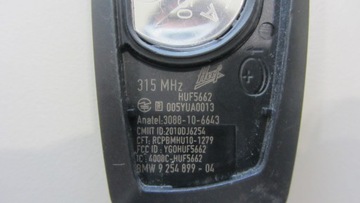 315 MHz
HUF5662
005YUA0013
Anatel:3088-10-6643
CMIIT ID:2010DJ6254
CFT: RCPBMHU10-1279
FCC ID: YGOHUF5662
IC: 4008C-HUF5662
BMW 9 254 899 - 04